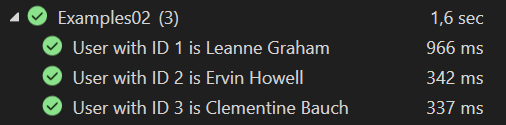 Examples02 (3) 1,6 sec
User with ID 1 is Leanne Graham 966 ms
User with ID 2 is Ervin Howell 342 ms
User with ID 3 is Clementine Bauch 337 ms